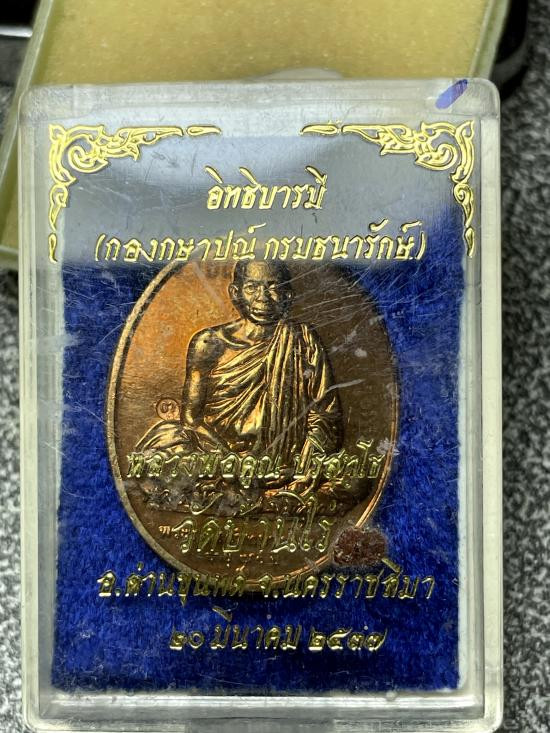 อิทธิบารมี
(กองกษาปณ์ กรมธนารักษ์)
หลวงพ่อคูณ ปริสุทฺโธ
วัดบ้านไร่
อ.ด่านขุนทด จ.นครราชสีมา
๒๐ มีนาคม ๒๕๓๗